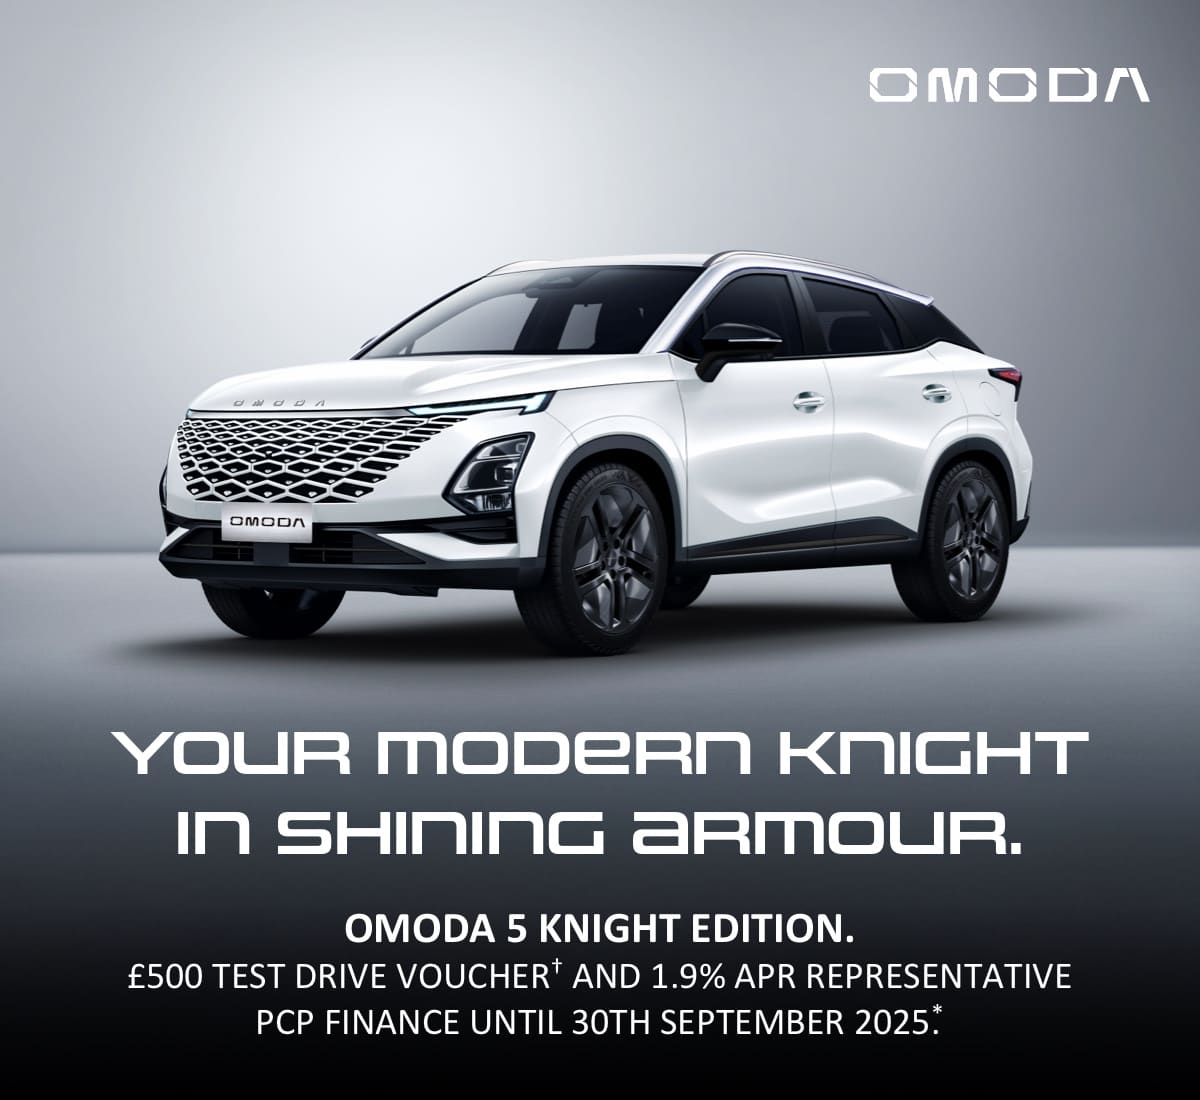 OMODA
OMODA
OMODA
YOUR MODERN KNIGHT
IN SHINING ARMOUR.
OMODA 5 KNIGHT EDITION.
£500 TEST DRIVE VOUCHER† AND 1.9% APR REPRESENTATIVE
PCP FINANCE UNTIL 30TH SEPTEMBER 2025.*